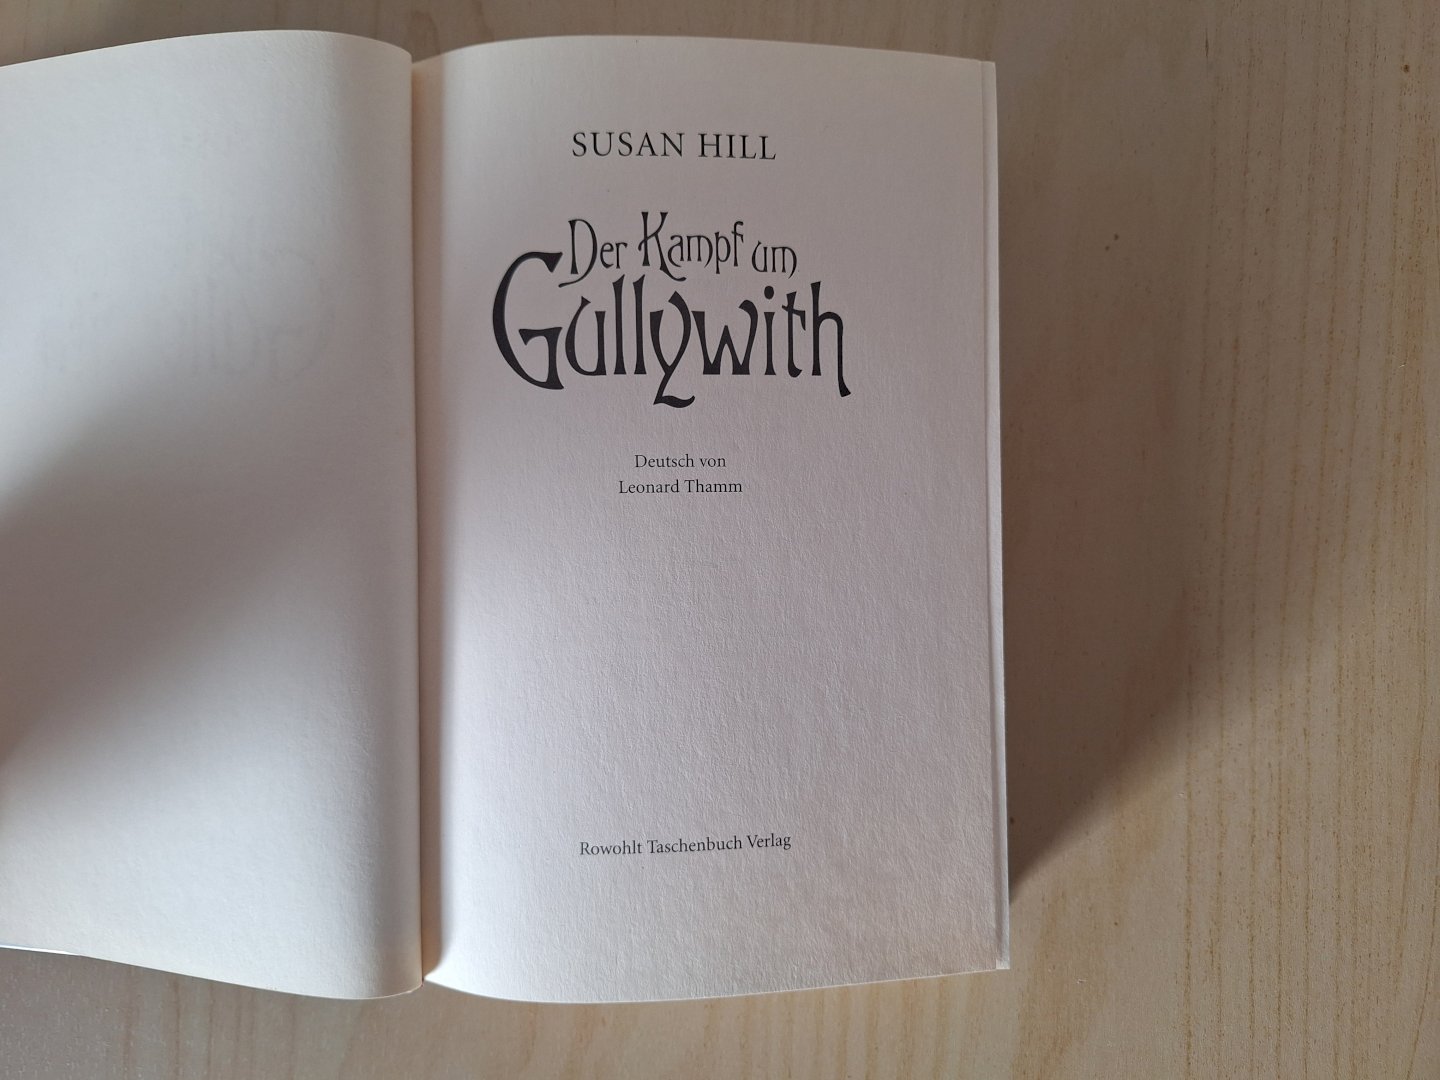 SUSAN HILL
Der Kampf um
Gullywith
Deutsch von
Leonard Thamm
Rowohlt Taschenbuch Verlag